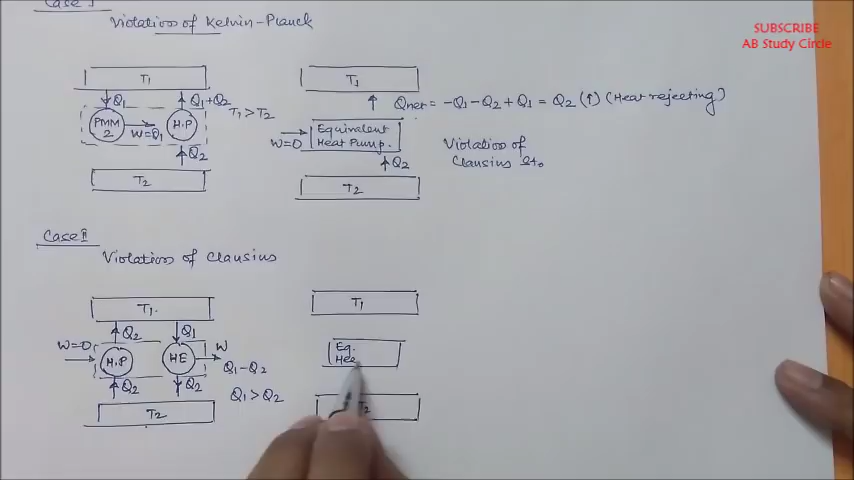 Case I
Violation of Kelvin-Planck
SUBSCRIBE
AB Study Circle
T1
Q1
Q1+Q2
PMM
2
W=Q1
H.P
T1>T2
Q2
T2
T1
Qnet = -Q1-Q2+Q1 = Q2 (↑) (Heat rejecting)
W=0
Equivalent
Heat Pump.
Q2
Violation of
Clausius St.
T2
Case II
Violation of Clausius
T1.
Q2
Q1
W=0
H.P
HE
W
Q1-Q2
Q2
Q2
Q1>Q2
T2
T1
Eq.
Hee
T2